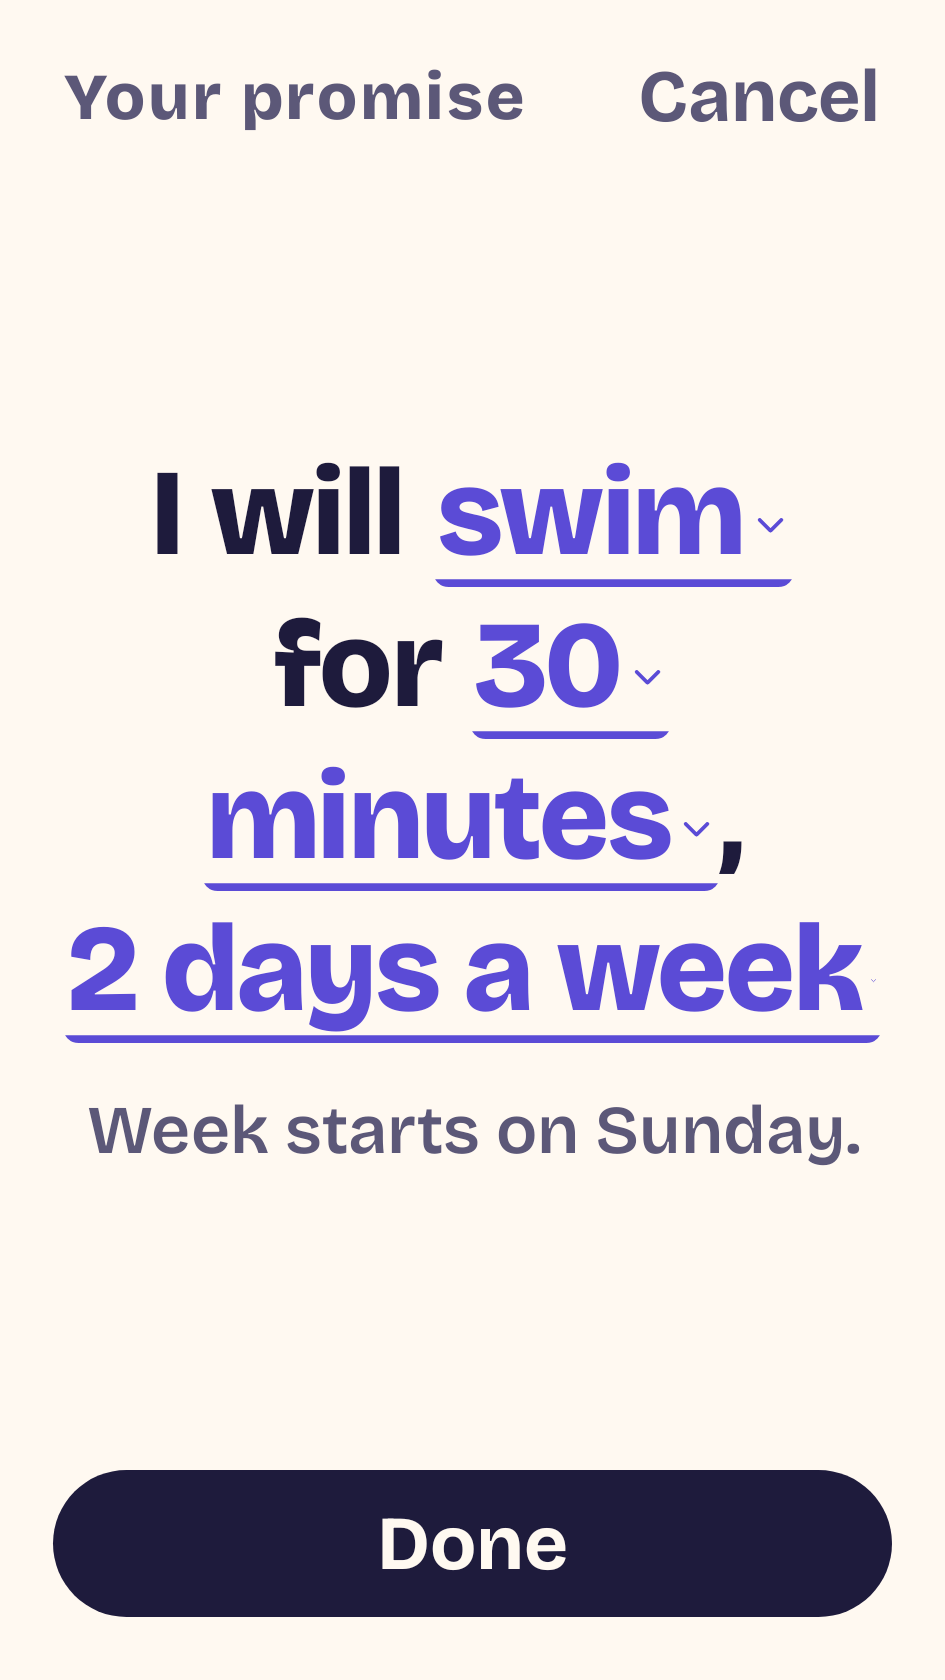 Your promise Cancel
I will swim
for 30
minutes,
2 days a week
Week starts on Sunday.
Done